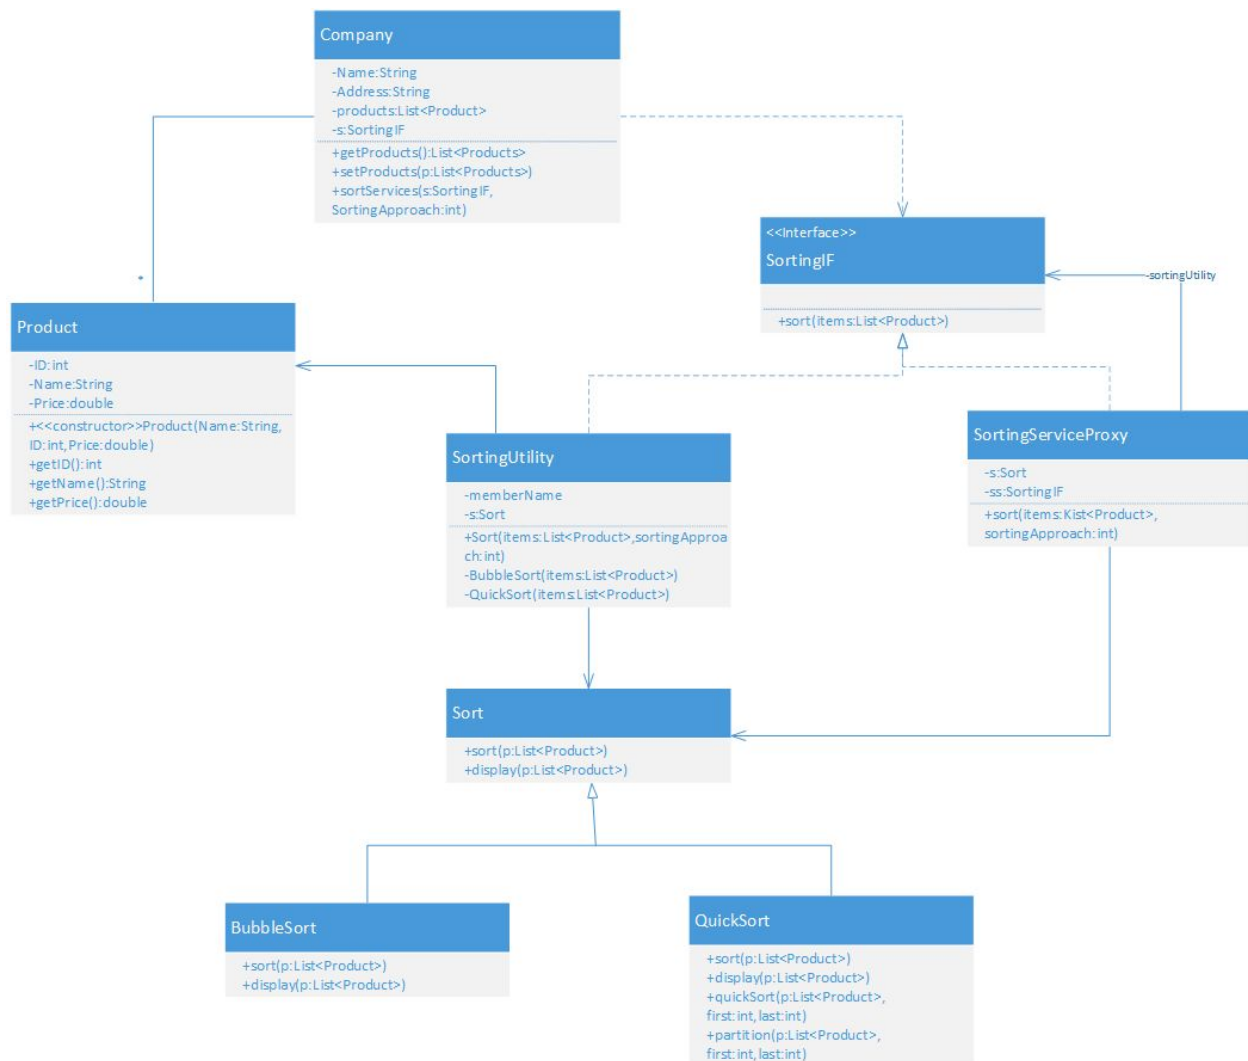 Company
-Name:String
-Address:String
-products:List<Product>
-s:SortingIF
+getProducts():List<Products>
+setProducts(p:List<Products>)
+sortServices(s:SortingIF,
SortingApproach:int)
<<Interface>>
SortingIF
+sort(items:List<Product>)
-sortingUtility
*
Product
-ID:int
-Name:String
-Price:double
+<<constructor>>Product(Name:String,
ID:int,Price:double)
+getID():int
+getName():String
+getPrice():double
SortingUtility
-memberName
-s:Sort
+Sort(items:List<Product>,sortingApproa
ch:int)
-BubbleSort(items:List<Product>)
-QuickSort(items:List<Product>)
SortingServiceProxy
-s:Sort
-ss:SortingIF
+sort(items:Kist<Product>,
sortingApproach:int)
Sort
+sort(p:List<Product>)
+display(p:List<Product>)
BubbleSort
+sort(p:List<Product>)
+display(p:List<Product>)
QuickSort
+sort(p:List<Product>)
+display(p:List<Product>)
+quickSort(p:List<Product>,
first:int,last:int)
+partition(p:List<Product>,
first:int,last:int)